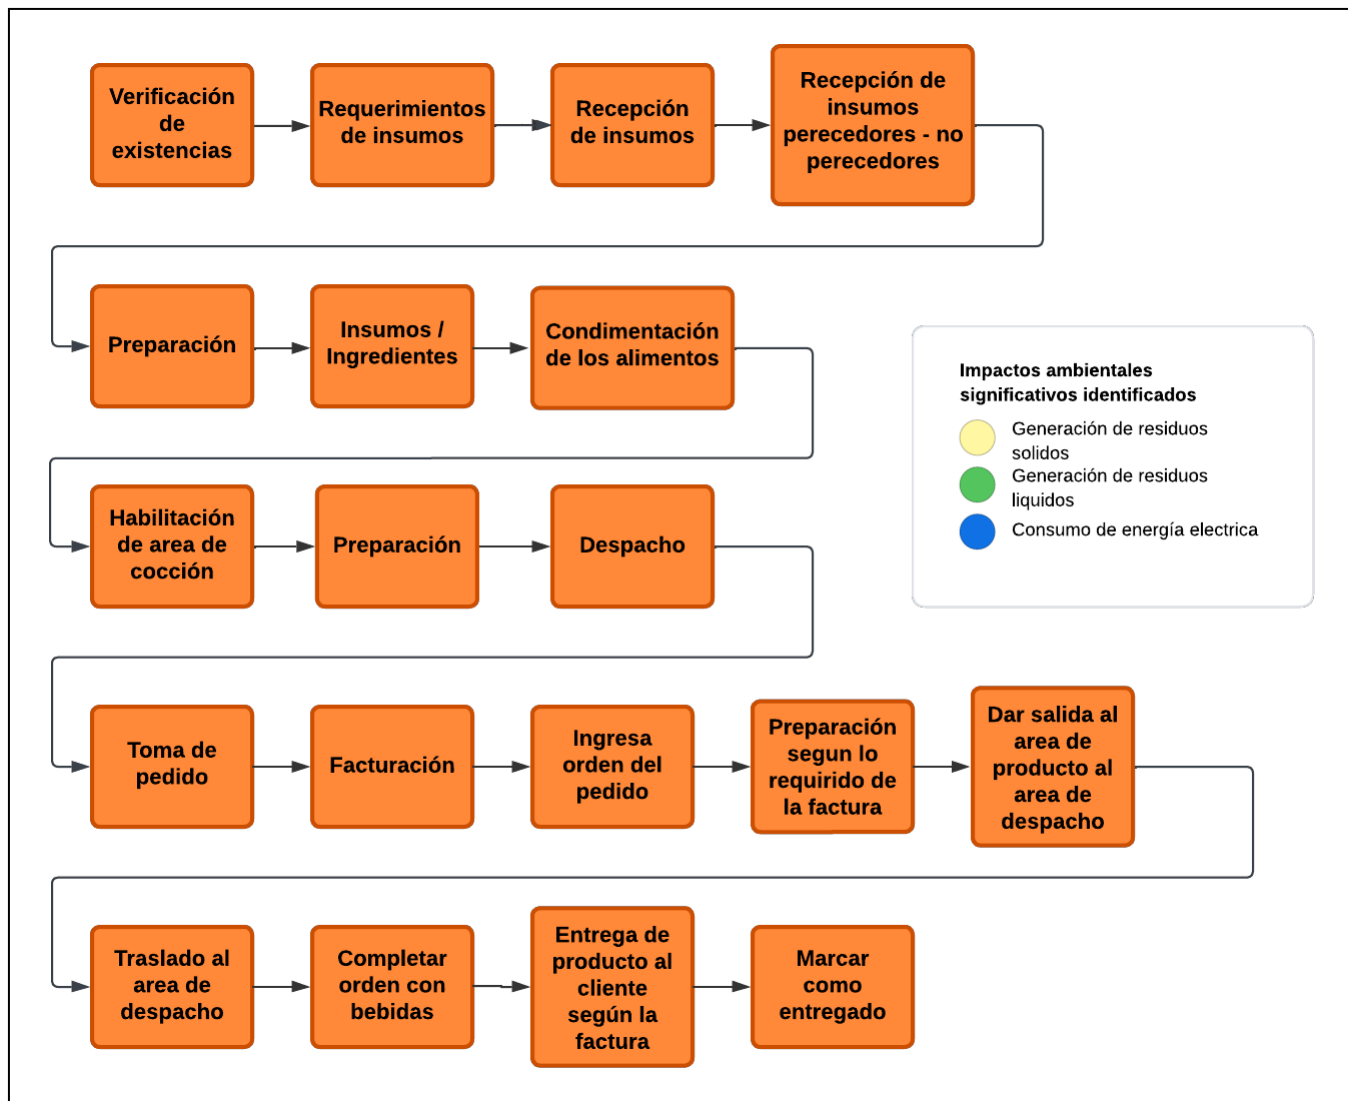 Verificación
de
existencias
Requerimientos
de insumos
Recepción
de insumos
Recepción de
insumos
perecedores - no
perecedores
Preparación
Insumos /
Ingredientes
Condimentación
de los alimentos
Impactos ambientales
significativos identificados
Generación de residuos
solidos
Generación de residuos
liquidos
Consumo de energía electrica
Habilitación
de area de
cocción
Preparación
Despacho
Toma de
pedido
Facturación
Ingresa
orden del
pedido
Preparación
segun lo
requirido de
la factura
Dar salida al
area de
producto al
area de
despacho
Traslado al
area de
despacho
Completar
orden con
bebidas
Entrega de
producto al
cliente
según la
factura
Marcar
como
entregado